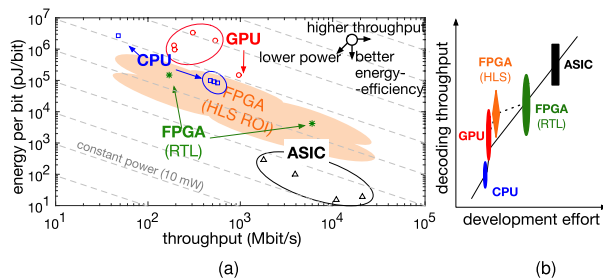 higher throughput
lower power
better
energy-
efficiency
GPU
CPU
FPGA
(HLS ROI)
FPGA
(RTL)
ASIC
constant power (10 mW)
energy per bit (pJ/bit)
10^7
10^6
10^5
10^4
10^3
10^2
10^1
10^1
10^2
10^3
10^4
10^5
throughput (Mbit/s)
(a)
decoding throughput
FPGA
(HLS)
ASIC
GPU
FPGA
(RTL)
CPU
development effort
(b)